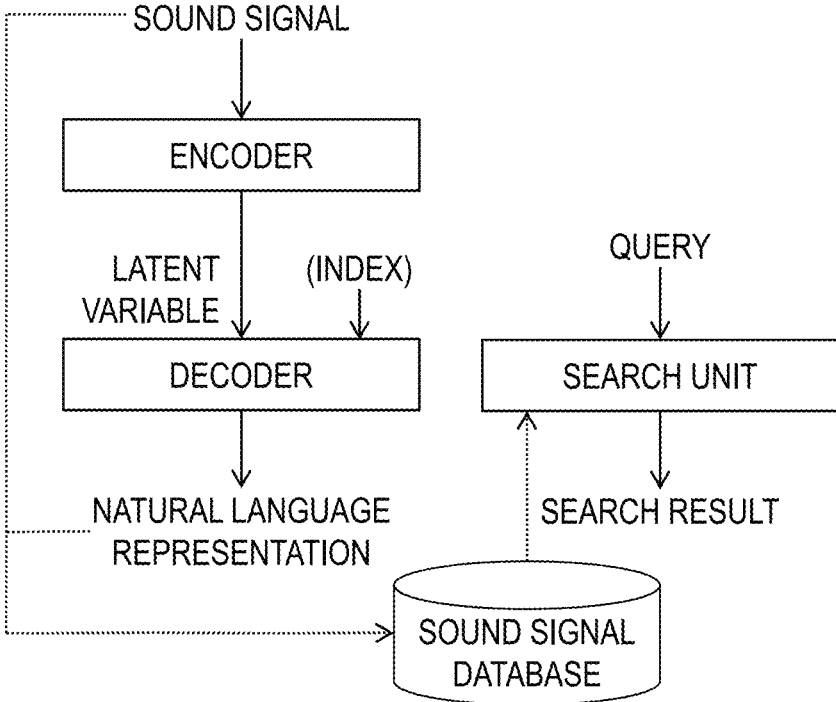 SOUND SIGNAL
ENCODER
LATENT
VARIABLE
(INDEX)
DECODER
NATURAL LANGUAGE
REPRESENTATION
QUERY
SEARCH UNIT
SEARCH RESULT
SOUND SIGNAL
DATABASE